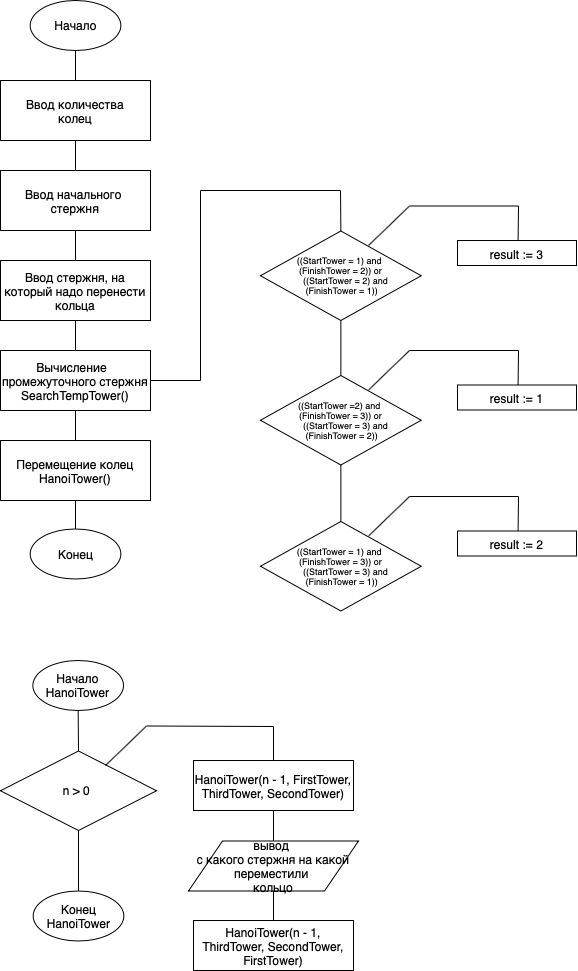 Начало
Ввод количества
колец
Ввод начального
стержня
Ввод стержня, на
который надо перенести
кольца
Вычисление
промежуточного стержня
SearchTempTower()
Перемещение колец
HanoiTower()
Конец
((StartTower = 1) and
(FinishTower = 2)) or
((StartTower = 2) and
(FinishTower = 1))
result := 3
((StartTower =2) and
(FinishTower = 3)) or
((StartTower = 3) and
(FinishTower = 2))
result := 1
((StartTower = 1) and
(FinishTower = 3)) or
((StartTower = 3) and
(FinishTower = 1))
result := 2
Начало
HanoiTower
n > 0
Конец
HanoiTower
HanoiTower(n - 1, FirstTower,
ThirdTower, SecondTower)
вывод
с какого стержня на какой
переместили
кольцо
HanoiTower(n - 1,
ThirdTower, SecondTower,
FirstTower)